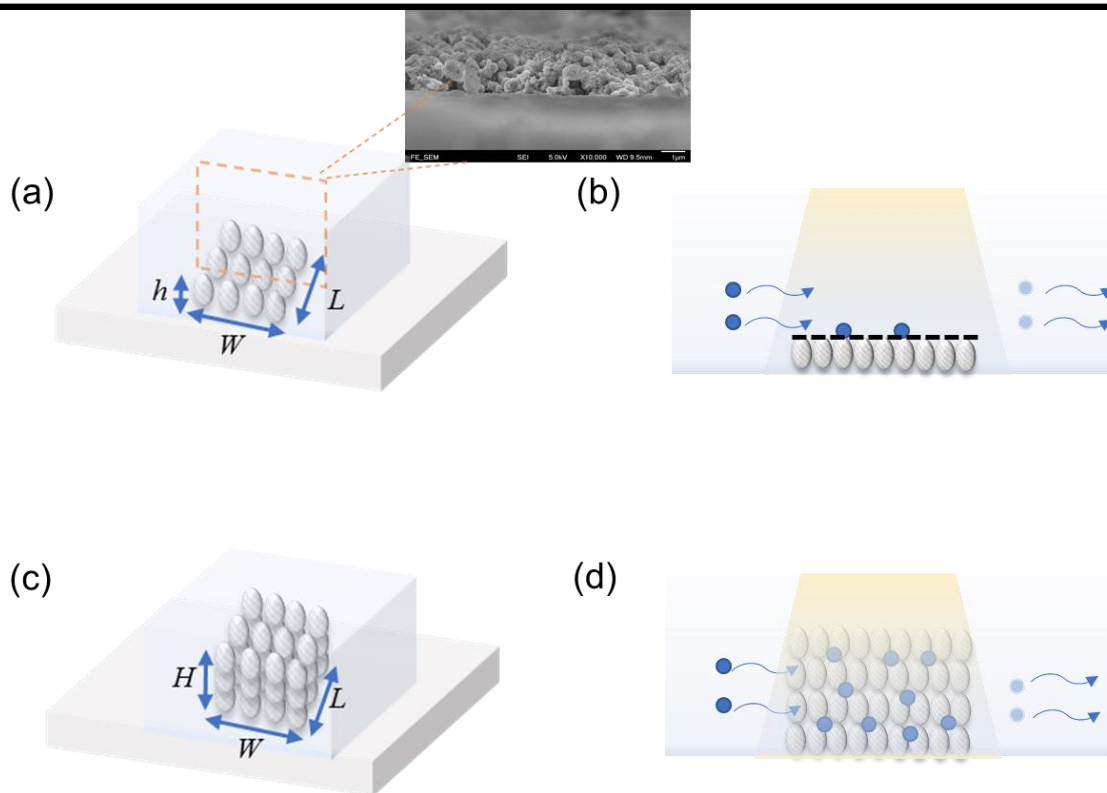 FE_SEM SEI 5.0kV X10,000 WD 9.5mm 1μm
(a)
(b)
h
L
W
(c)
(d)
H
L
W